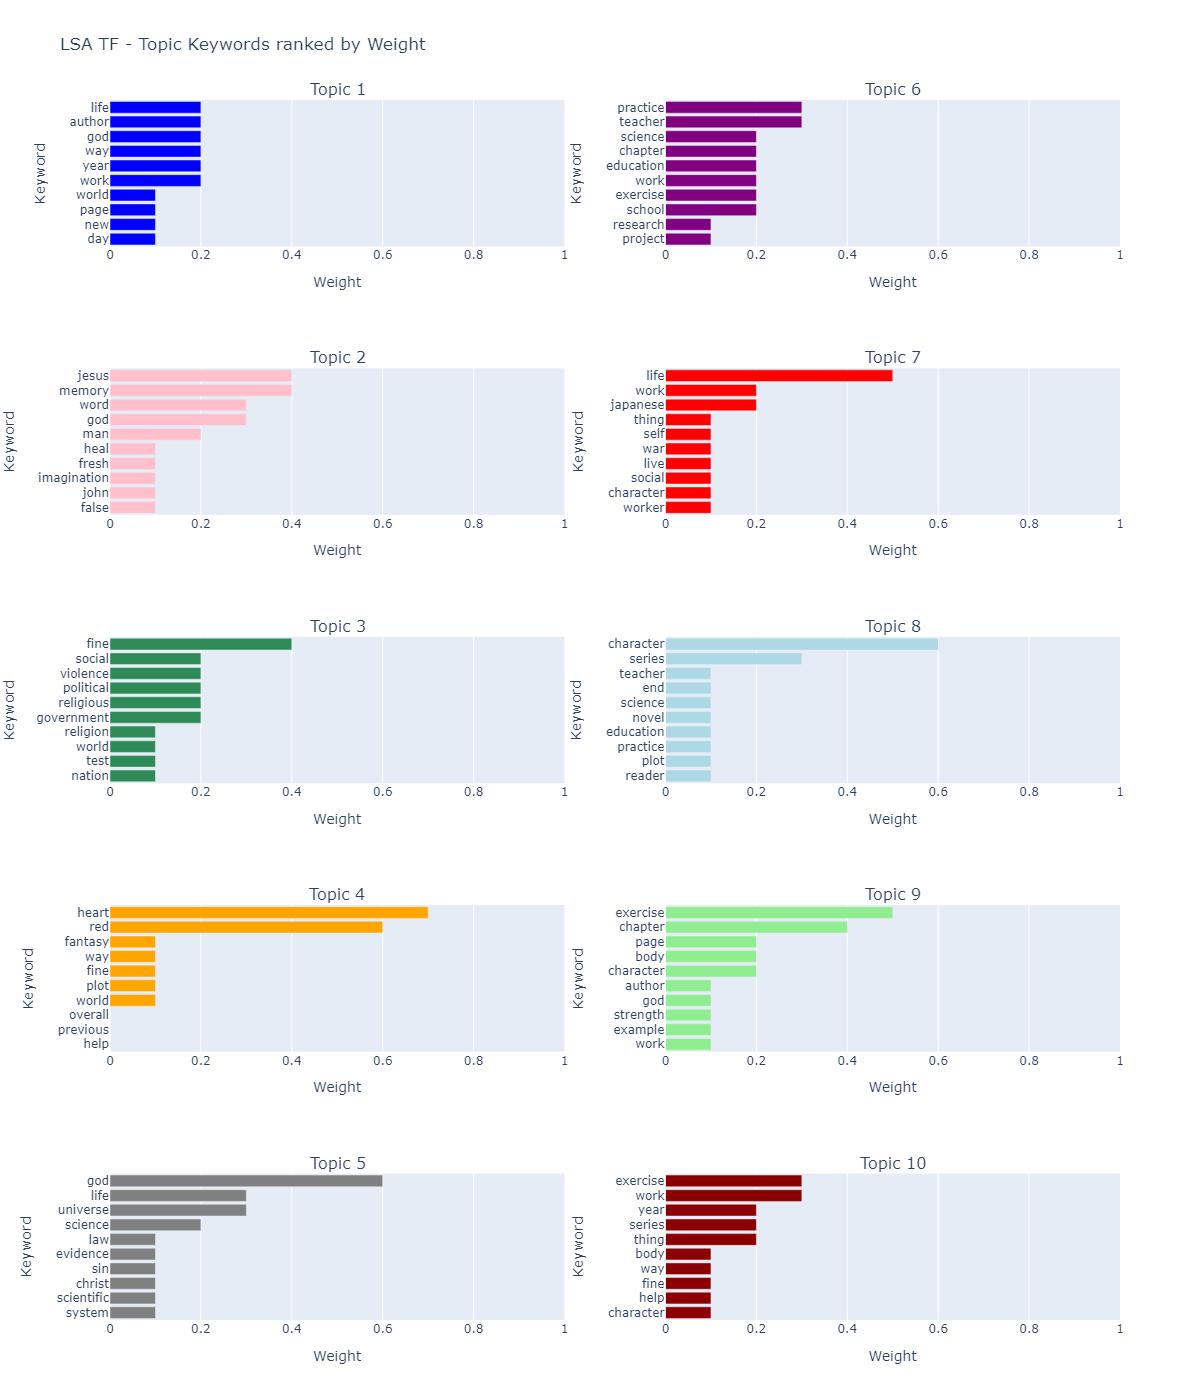 LSA TF - Topic Keywords ranked by Weight
Topic 1
Keyword
life
author
god
way
year
work
world
page
new
day
0 0.2 0.4 0.6 0.8 1
Weight
Topic 6
Keyword
practice
teacher
science
chapter
education
work
exercise
school
research
project
0 0.2 0.4 0.6 0.8 1
Weight
Topic 2
Keyword
jesus
memory
word
god
man
heal
fresh
imagination
john
false
0 0.2 0.4 0.6 0.8 1
Weight
Topic 7
Keyword
life
work
japanese
thing
self
war
live
social
character
worker
0 0.2 0.4 0.6 0.8 1
Weight
Topic 3
Keyword
fine
social
violence
political
religious
government
religion
world
test
nation
0 0.2 0.4 0.6 0.8 1
Weight
Topic 8
Keyword
character
series
teacher
end
science
novel
education
practice
plot
reader
0 0.2 0.4 0.6 0.8 1
Weight
Topic 4
Keyword
heart
red
fantasy
way
fine
plot
world
overall
previous
help
0 0.2 0.4 0.6 0.8 1
Weight
Topic 9
Keyword
exercise
chapter
page
body
character
author
god
strength
example
work
0 0.2 0.4 0.6 0.8 1
Weight
Topic 5
Keyword
god
life
universe
science
law
evidence
sin
christ
scientific
system
0 0.2 0.4 0.6 0.8 1
Weight
Topic 10
Keyword
exercise
work
year
series
thing
body
way
fine
help
character
0 0.2 0.4 0.6 0.8 1
Weight